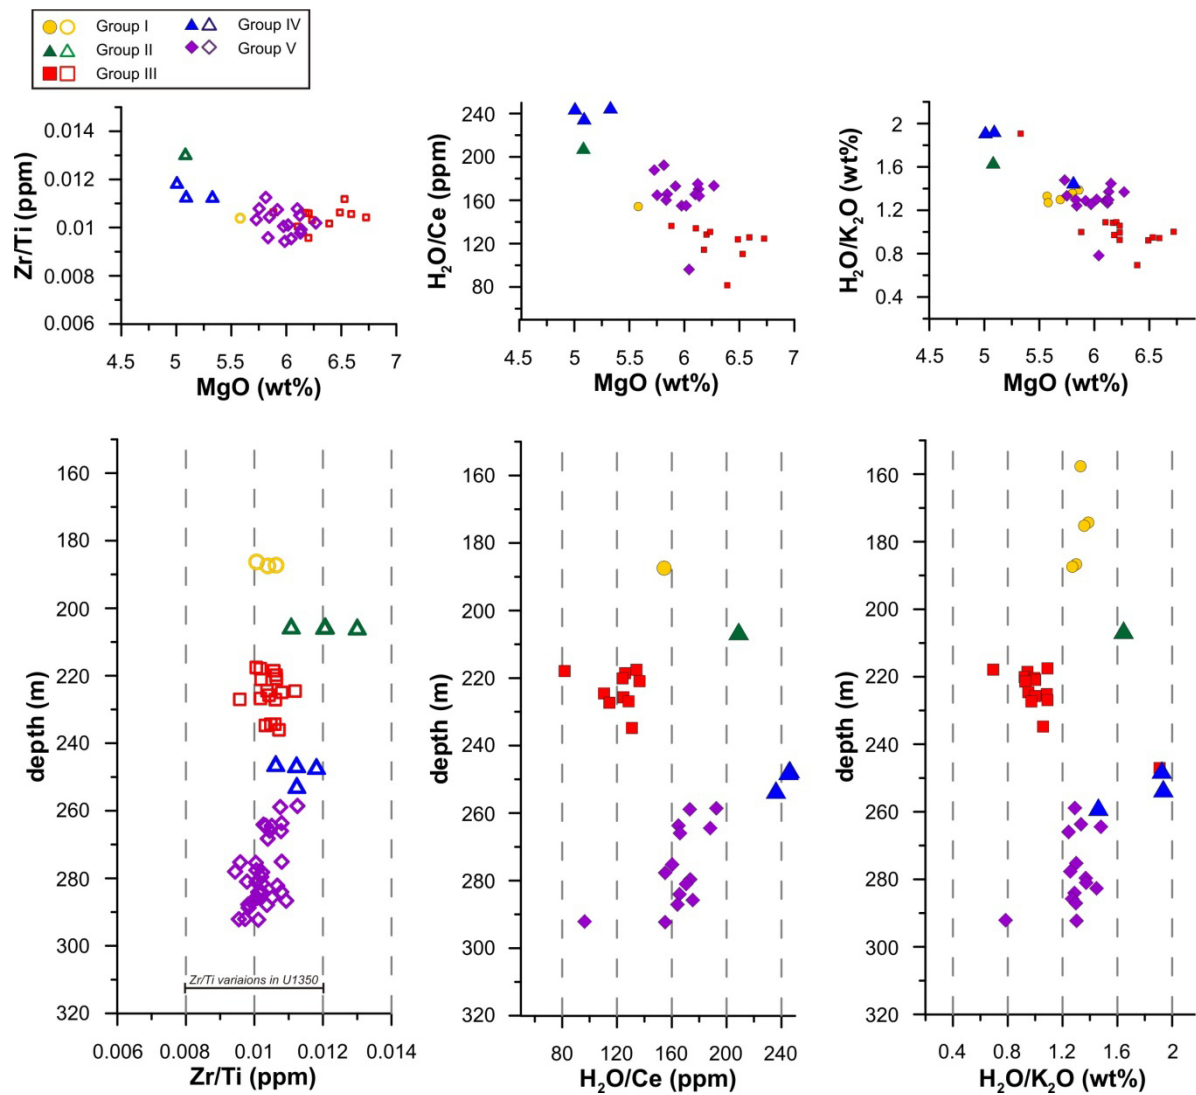 Group I
Group II
Group III
Group IV
Group V
Zr/Ti (ppm)
0.014
0.012
0.01
0.008
0.006
4.5 5 5.5 6 6.5 7
MgO (wt%)
H2O/Ce (ppm)
240
200
160
120
80
4.5 5 5.5 6 6.5 7
MgO (wt%)
H2O/K2O (wt%)
2
1.6
1.2
0.8
0.4
4.5 5 5.5 6 6.5
MgO (wt%)
depth (m)
160
180
200
220
240
260
280
300
320
Zr/Ti variaions in U1350
0.006 0.008 0.01 0.012 0.014
Zr/Ti (ppm)
depth (m)
160
180
200
220
240
260
280
300
320
80 120 160 200 240
H2O/Ce (ppm)
depth (m)
160
180
200
220
240
260
280
300
320
0.4 0.8 1.2 1.6 2
H2O/K2O (wt%)